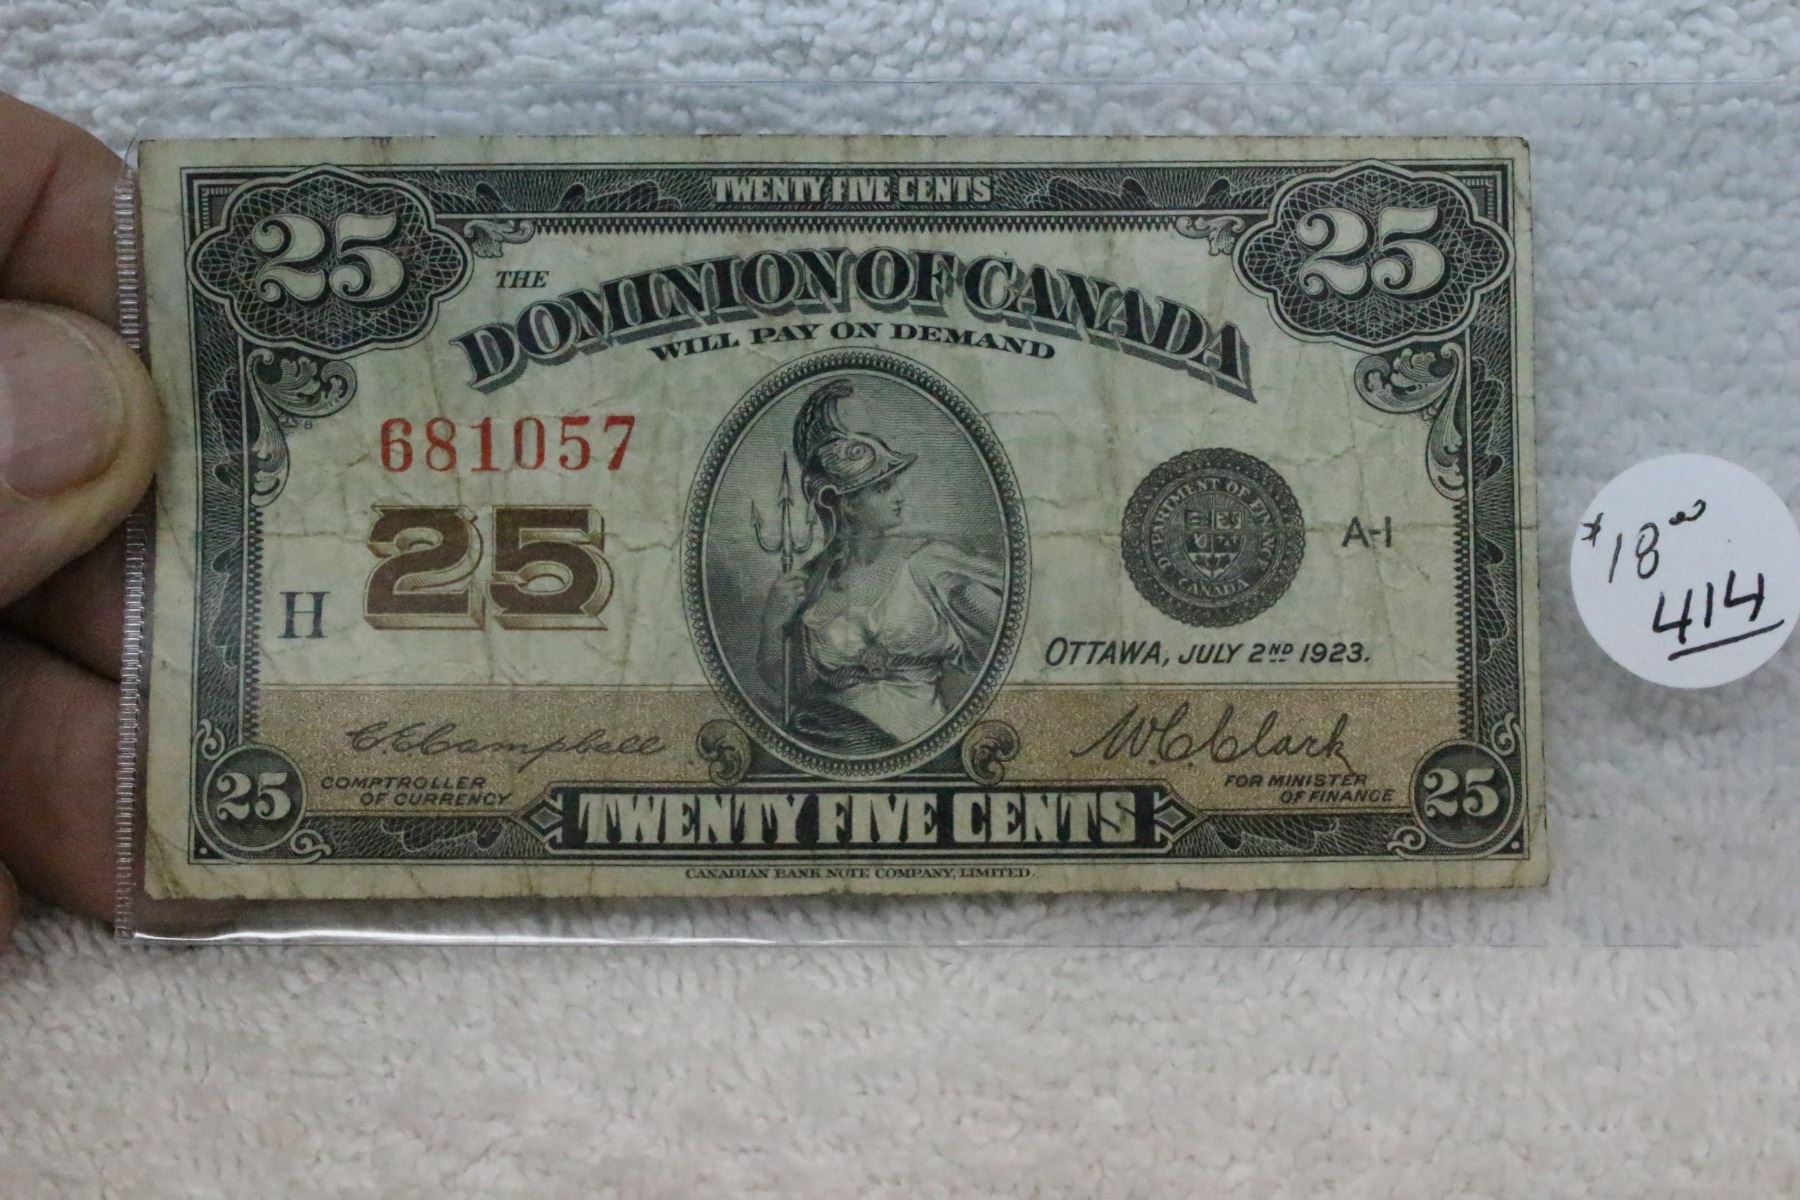 TWENTY FIVE CENTS
25
25
THE
DOMINION OF CANADA
WILL PAY ON DEMAND
681057
25
H
DEPARTMENT OF FINANCE
CANADA
A-1
OTTAWA, JULY 2ND 1923.
C.E. Campbell
COMPTROLLER
OF CURRENCY
W.C. Clark
FOR MINISTER
OF FINANCE
25
TWENTY FIVE CENTS
25
CANADIAN BANK NOTE COMPANY, LIMITED.
$18.00
414